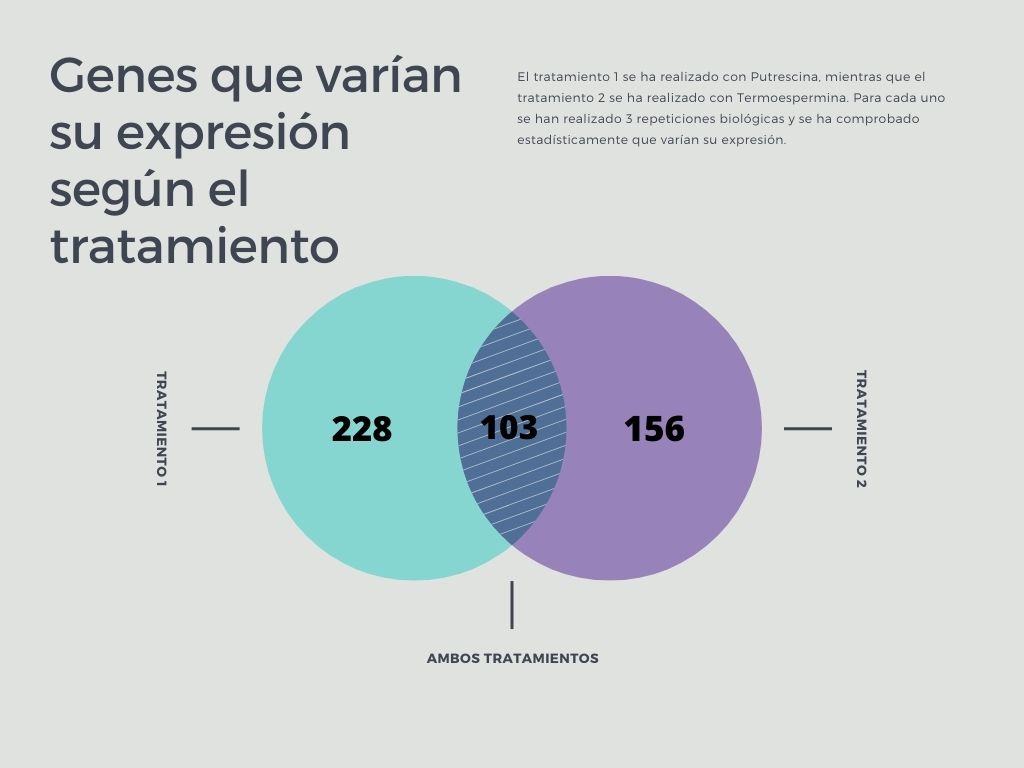 Genes que varían
su expresión
según el
tratamiento
El tratamiento 1 se ha realizado con Putrescina, mientras que el
tratamiento 2 se ha realizado con Termoespermina. Para cada uno
se han realizado 3 repeticiones biológicas y se ha comprobado
estadísticamente que varían su expresión.
TRATAMIENTO 1
228
103
156
TRATAMIENTO 2
AMBOS TRATAMIENTOS